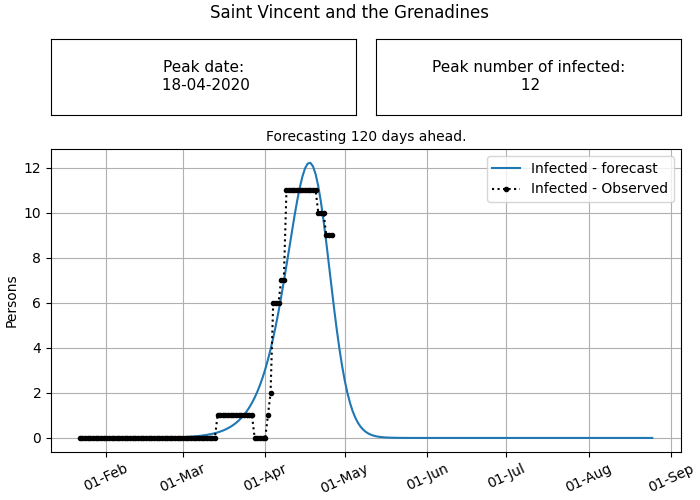 Saint Vincent and the Grenadines
Peak date:
18-04-2020
Peak number of infected:
12
Forecasting 120 days ahead.
Infected - forecast
Infected - Observed
Persons
12
10
8
6
4
2
0
01-Feb
01-Mar
01-Apr
01-May
01-Jun
01-Jul
01-Aug
01-Sep